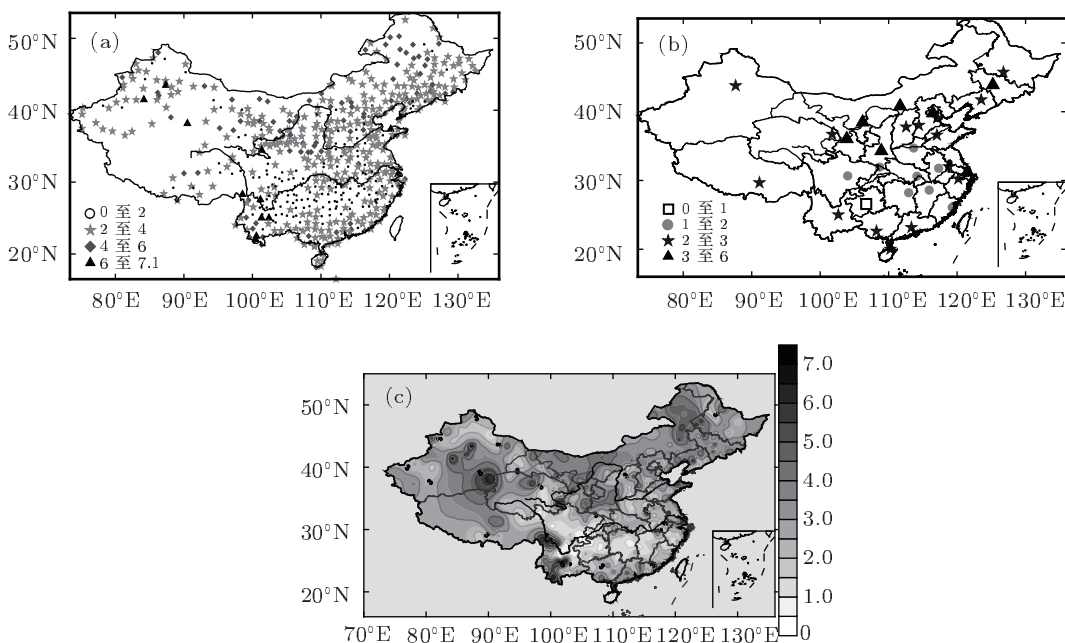 (a)
50°N
40°N
30°N
20°N
0 至 2
2 至 4
4 至 6
6 至 7.1
80°E 90°E 100°E 110°E 120°E 130°E
(b)
50°N
40°N
30°N
20°N
0 至 1
1 至 2
2 至 3
3 至 6
80°E 90°E 100°E 110°E 120°E 130°E
(c)
50°N
40°N
30°N
20°N
70°E 80°E 90°E 100°E 110°E 120°E 130°E
7.0
6.0
5.0
4.0
3.0
2.0
1.0
0